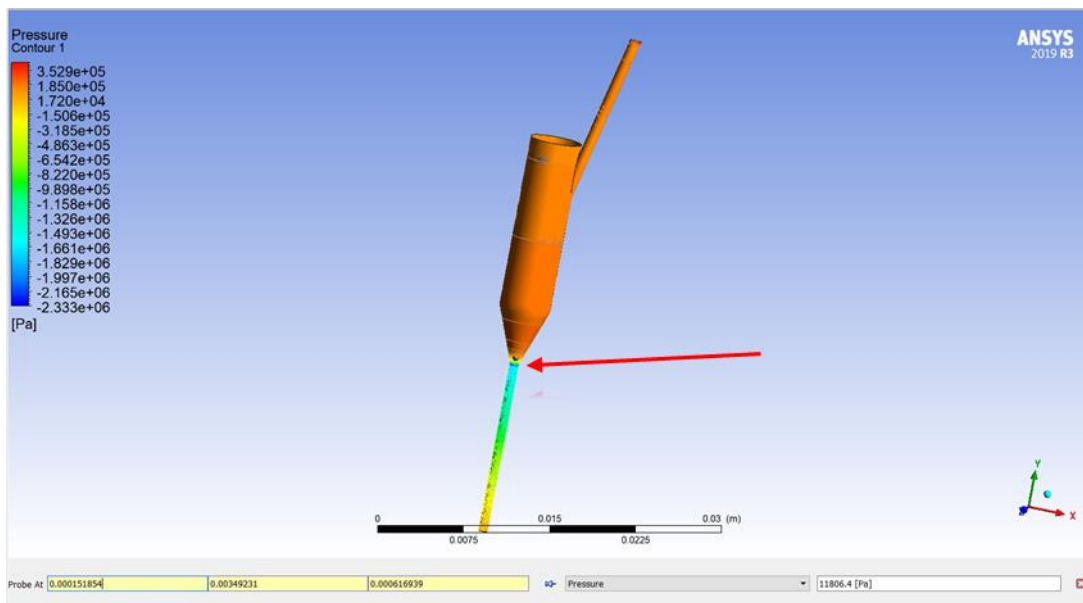 Pressure
Contour 1
3.529e+05
1.850e+05
1.720e+04
-1.506e+05
-3.185e+05
-4.863e+05
-6.542e+05
-8.220e+05
-9.898e+05
-1.158e+06
-1.326e+06
-1.493e+06
-1.661e+06
-1.829e+06
-1.997e+06
-2.165e+06
-2.333e+06
[Pa]
ANSYS
2019 R3
0 0.015 0.03 (m)
0.0075 0.0225
Y
X
Probe At 0.000151854 0.00349231 0.000616939 Pressure 11806.4 [Pa]